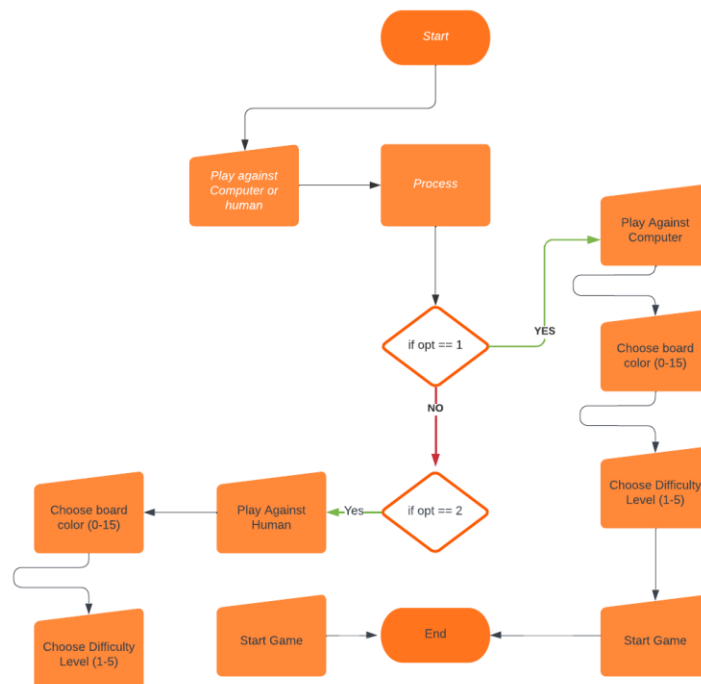 Start
Play against
Computer or
human
Process
Play Against
Computer
if opt == 1
YES
Choose board
color (0-15)
NO
Choose Difficulty
Level (1-5)
if opt == 2
Yes
Play Against
Human
Choose board
color (0-15)
Choose Difficulty
Level (1-5)
Start Game
End
Start Game